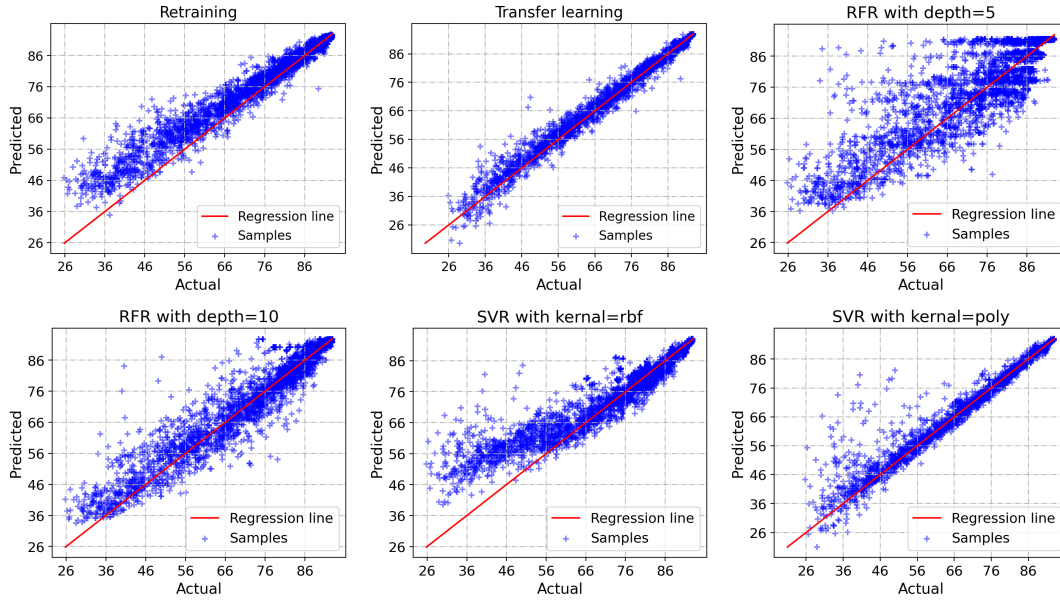 Retraining
Predicted
86
76
66
56
46
36
26
Regression line
Samples
26 36 46 56 66 76 86
Actual
Transfer learning
Predicted
86
76
66
56
46
36
26
Regression line
Samples
26 36 46 56 66 76 86
Actual
RFR with depth=5
Predicted
86
76
66
56
46
36
26
Regression line
Samples
26 36 46 56 66 76 86
Actual
RFR with depth=10
Predicted
86
76
66
56
46
36
26
Regression line
Samples
26 36 46 56 66 76 86
Actual
SVR with kernal=rbf
Predicted
86
76
66
56
46
36
26
Regression line
Samples
26 36 46 56 66 76 86
Actual
SVR with kernal=poly
Predicted
86
76
66
56
46
36
26
Regression line
Samples
26 36 46 56 66 76 86
Actual